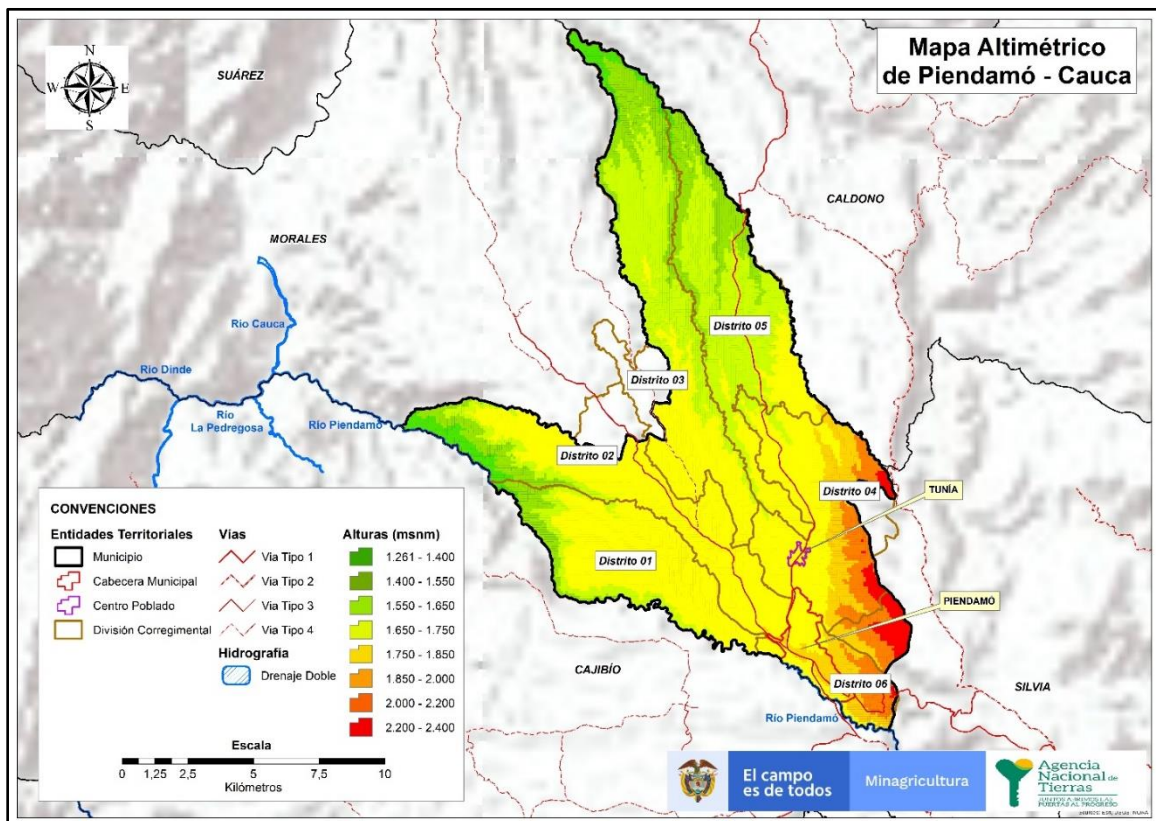 Mapa Altimétrico
de Piendamó - Cauca
N
W
E
S
SUÁREZ
CALDONO
MORALES
Río Cauca
Río Dinde
Río
La Pedregosa
Río Piendamó
Distrito 05
Distrito 03
Distrito 02
Distrito 04
TUNÍA
Distrito 01
PIENDAMÓ
CAJIBÍO
Distrito 06
SILVIA
Río Piendamó
CONVENCIONES
Entidades Territoriales
Municipio
Cabecera Municipal
Centro Poblado
División Corregimental
Vías
Via Tipo 1
Via Tipo 2
Via Tipo 3
Via Tipo 4
Hidrografía
Drenaje Doble
Alturas (msnm)
1.261 - 1.400
1.400 - 1.550
1.550 - 1.650
1.650 - 1.750
1.750 - 1.850
1.850 - 2.000
2.000 - 2.200
2.200 - 2.400
Escala
0 1,25 2,5 5 7,5 10
Kilómetros
El campo
es de todos
Minagricultura
Agencia
Nacional de
Tierras